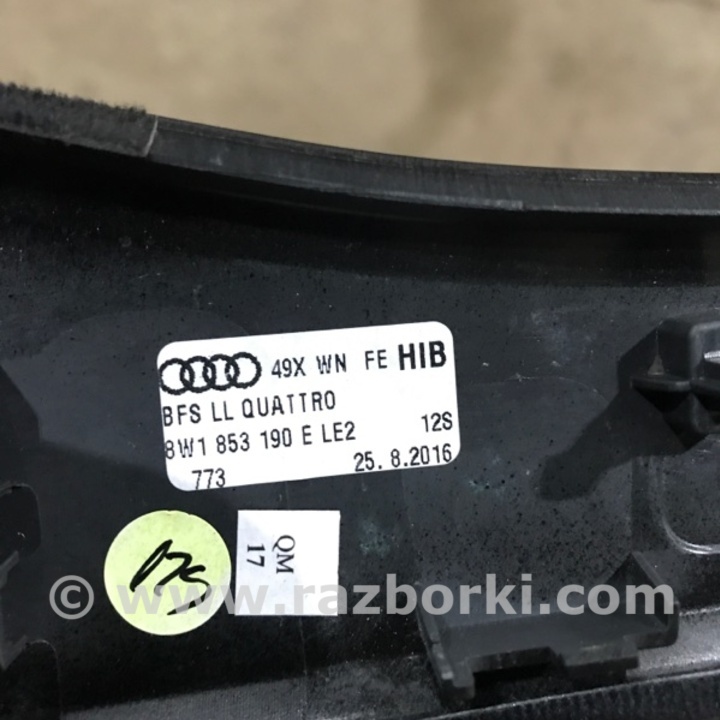 49X WN FE HIB
BFS LL QUATTRO
8W1 853 190 E LE2 12S
773 25. 8.2016
QM
17
© www.razborki.com